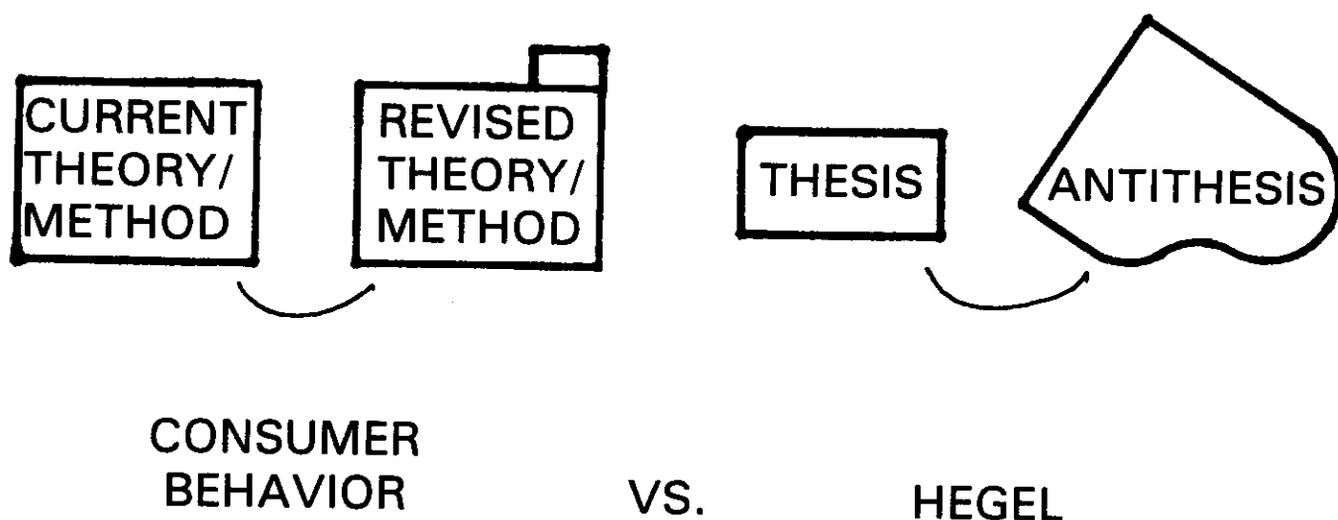 CURRENT
THEORY/
METHOD
REVISED
THEORY/
METHOD
THESIS
ANTITHESIS
CONSUMER
BEHAVIOR
VS.
HEGEL